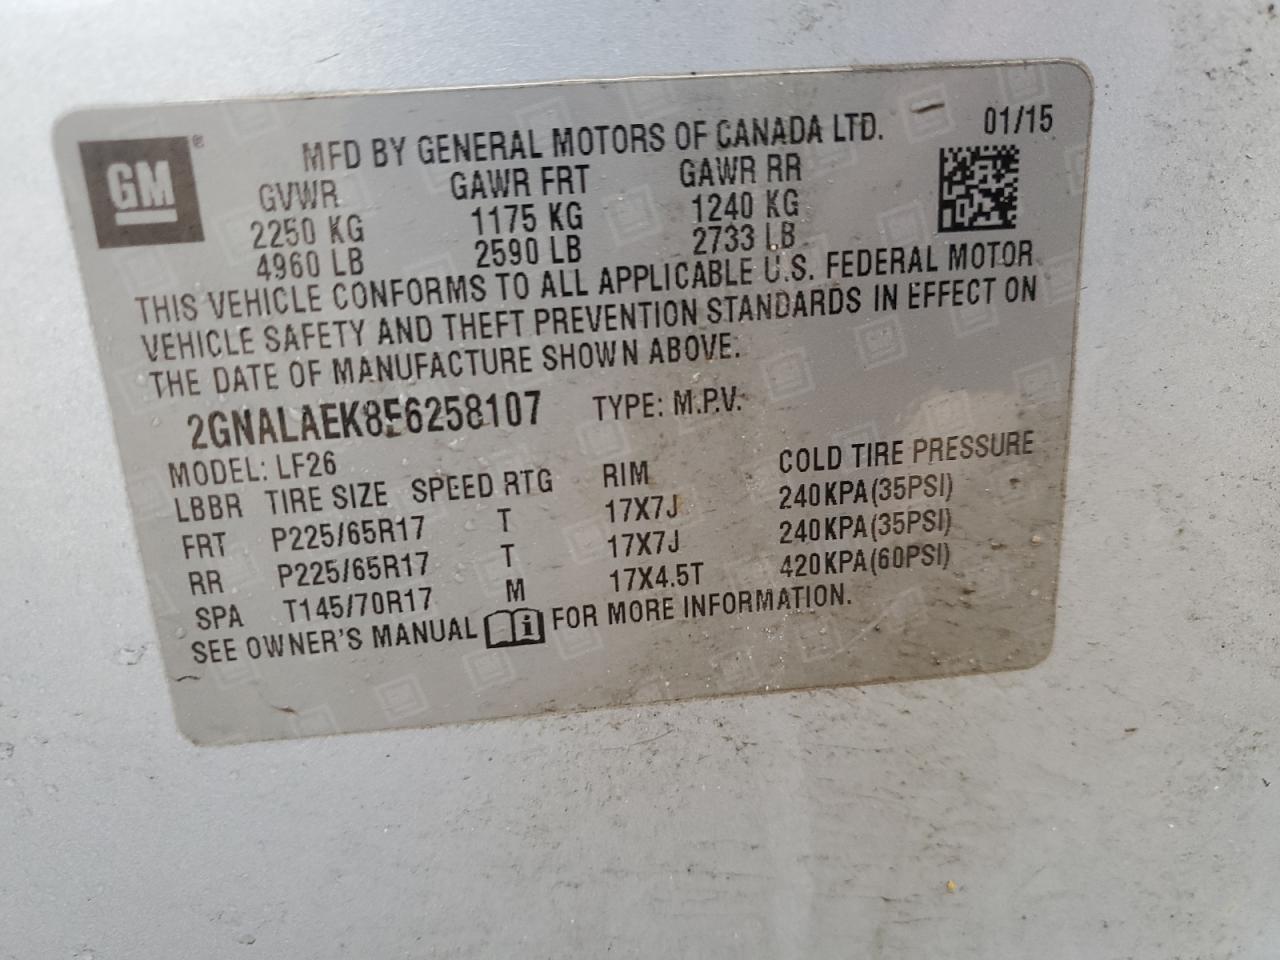 GM ®
MFD BY GENERAL MOTORS OF CANADA LTD. 01/15
GVWR GAWR FRT GAWR RR
2250 KG 1175 KG 1240 KG
4960 LB 2590 LB 2733 LB
THIS VEHICLE CONFORMS TO ALL APPLICABLE U.S. FEDERAL MOTOR
VEHICLE SAFETY AND THEFT PREVENTION STANDARDS IN EFFECT ON
THE DATE OF MANUFACTURE SHOWN ABOVE.
2GNALAEK8F6258107 TYPE: M.P.V.
MODEL: LF26
LBBR TIRE SIZE SPEED RTG RIM COLD TIRE PRESSURE
FRT P225/65R17 T 17X7J 240KPA(35PSI)
RR P225/65R17 T 17X7J 240KPA(35PSI)
SPA T145/70R17 M 17X4.5T 420KPA(60PSI)
SEE OWNER'S MANUAL FOR MORE INFORMATION.